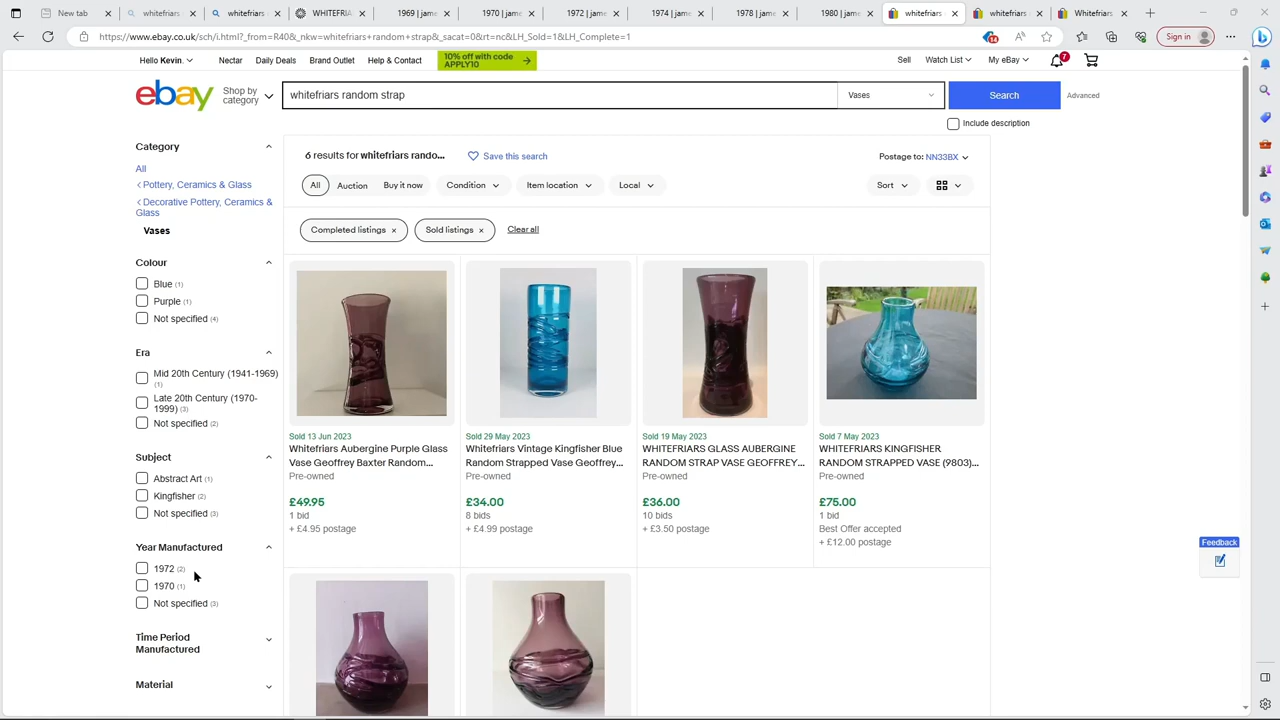 New tab
whitefriars r
whitefriars r
WHITEFRIA
1969 | jame
1970 | jame
1972 | jame
1974 | jame
1978 | jame
1980 | jame
whitefriars
whitefriars
Whitefriars
https://www.ebay.co.uk/sch/i.html?_from=R40&_nkw=whitefriars+random+strap&_sacat=0&rt=nc&LH_Sold=1&LH_Complete=1
Sign in
Hello Kevin.
Nectar
Daily Deals
Brand Outlet
Help & Contact
10% off with code
APPLY10
Sell
Watch List
My eBay
7
ebay
Shop by
category
whitefriars random strap
Vases
Search
Advanced
Include description
Category
All
Pottery, Ceramics & Glass
Decorative Pottery, Ceramics &
Glass
Vases
6 results for whitefriars rando...
Save this search
Postage to: NN33BX
All
Auction
Buy it now
Condition
Item location
Local
Sort
Completed listings ×
Sold listings ×
Clear all
Colour
Blue (1)
Purple (1)
Not specified (4)
Era
Mid 20th Century (1941-1969)
(1)
Late 20th Century (1970-
1999) (3)
Not specified (2)
Subject
Abstract Art (1)
Kingfisher (2)
Not specified (3)
Year Manufactured
1972 (2)
1970 (1)
Not specified (3)
Time Period
Manufactured
Material
Sold 13 Jun 2023
Whitefriars Aubergine Purple Glass
Vase Geoffrey Baxter Random...
Pre-owned
£49.95
1 bid
+ £4.95 postage
Sold 29 May 2023
Whitefriars Vintage Kingfisher Blue
Random Strapped Vase Geoffrey...
Pre-owned
£34.00
8 bids
+ £4.99 postage
Sold 19 May 2023
WHITEFRIARS GLASS AUBERGINE
RANDOM STRAP VASE GEOFFREY...
Pre-owned
£36.00
10 bids
+ £3.50 postage
Sold 7 May 2023
WHITEFRIARS KINGFISHER
RANDOM STRAPPED VASE (9803)...
Pre-owned
£75.00
1 bid
Best Offer accepted
+ £12.00 postage
Feedback